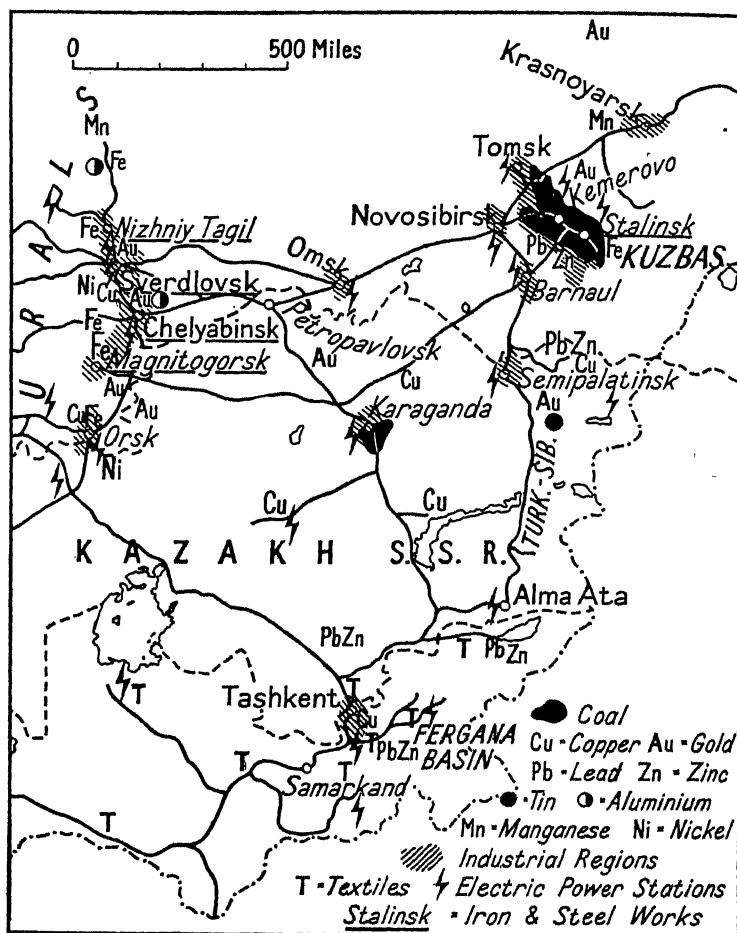 0 500 Miles
Au
Krasnoyarsk
Mn
URALS
Mn
Fe
Tomsk
Au
Kemerovo
Novosibirsk
Stalinsk
Fe
Nizhniy Tagil
Au
Omsk
Pb
Zn
Fe
KUZBAS
Ni
Sverdlovsk
Cu
Au
Barnaul
Petropavlovsk
Fe
Chelyabinsk
Fe
Magnitogorsk
Au
Cu
Pb Zn
Cu
Semipalatinsk
Au
Au
Karaganda
Au
Cu
Fe
Orsk
Ni
TURK.-SIB.
Cu
Cu
KAZAKH S.S.R.
Alma Ata
PbZn
T
Pb Zn
T
T
Tashkent
Cu
T
T
PbZn
FERGANA
BASIN
T
Samarkand
T
T
Coal
Cu = Copper Au = Gold
Pb = Lead Zn = Zinc
= Tin = Aluminium
Mn = Manganese Ni = Nickel
Industrial Regions
T = Textiles Electric Power Stations
Stalinsk = Iron & Steel Works